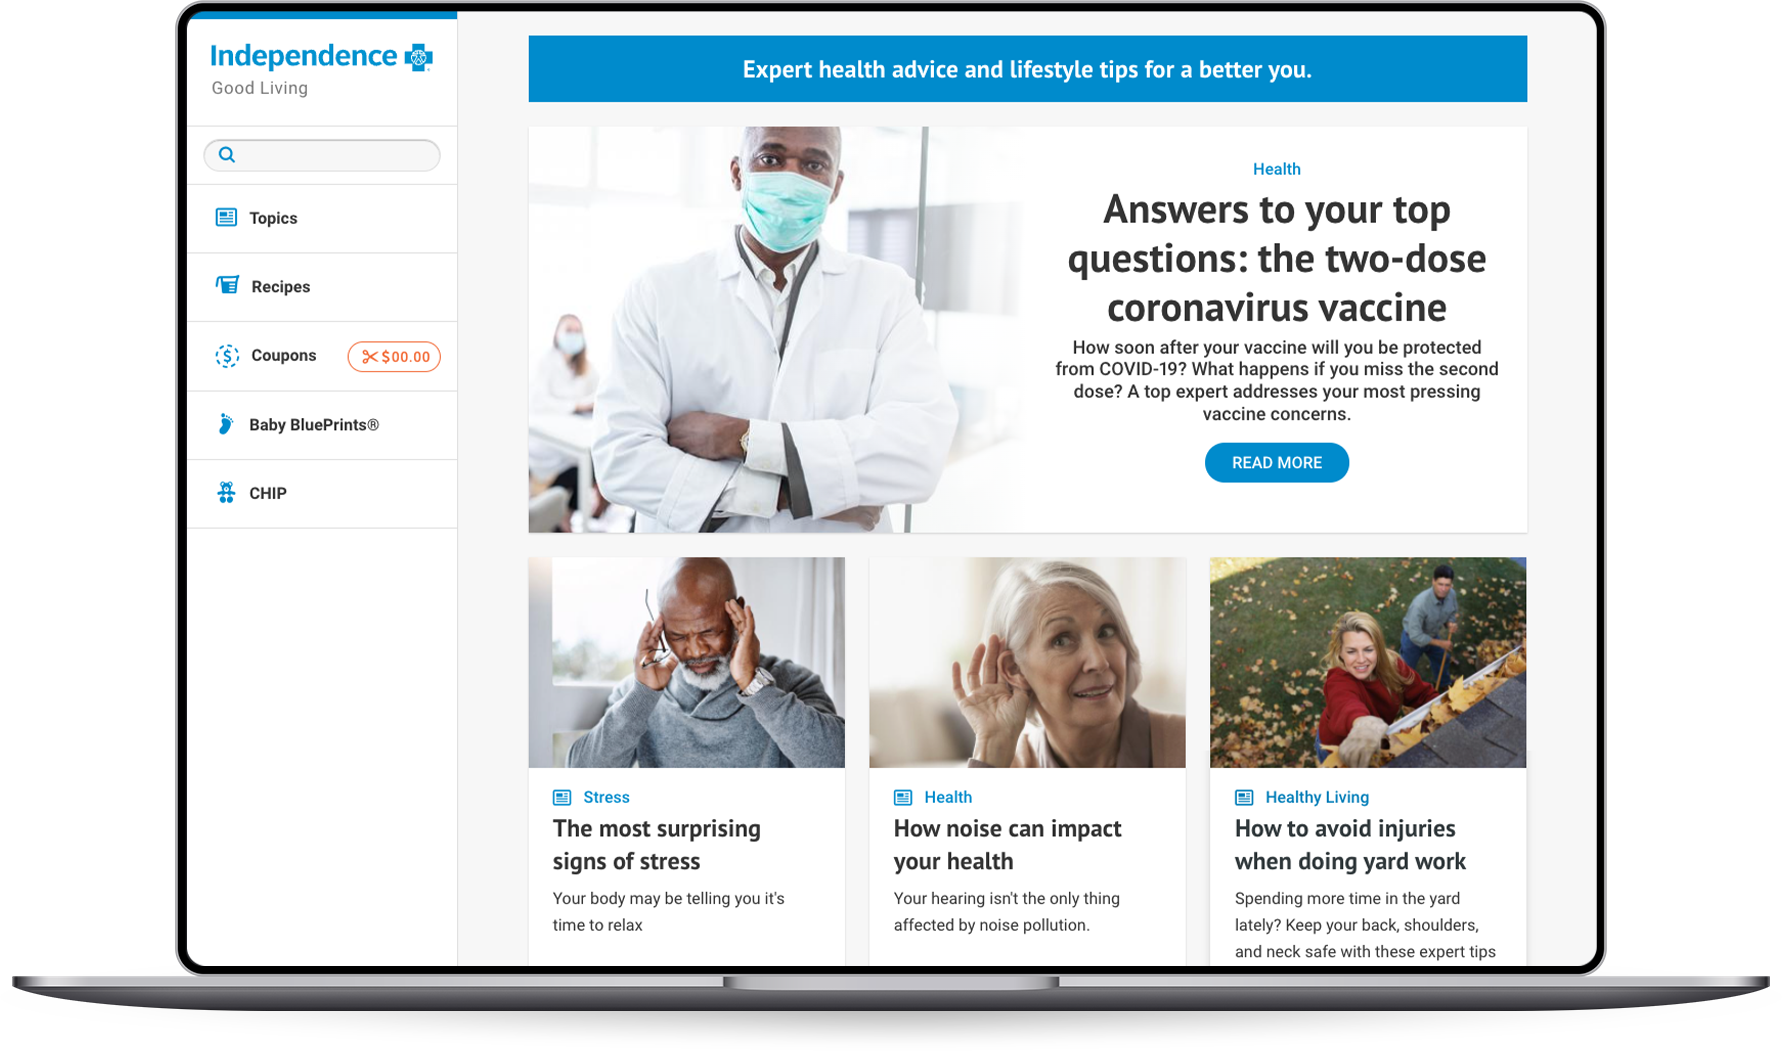 Independence
Good Living
Topics
Recipes
Coupons
$00.00
Baby BluePrints®
CHIP
Expert health advice and lifestyle tips for a better you.
Health
Answers to your top
questions: the two-dose
coronavirus vaccine
How soon after your vaccine will you be protected
from COVID-19? What happens if you miss the second
dose? A top expert addresses your most pressing
vaccine concerns.
READ MORE
Stress
The most surprising
signs of stress
Your body may be telling you it's
time to relax
Health
How noise can impact
your health
Your hearing isn't the only thing
affected by noise pollution.
Healthy Living
How to avoid injuries
when doing yard work
Spending more time in the yard
lately? Keep your back, shoulders,
and neck safe with these expert tips